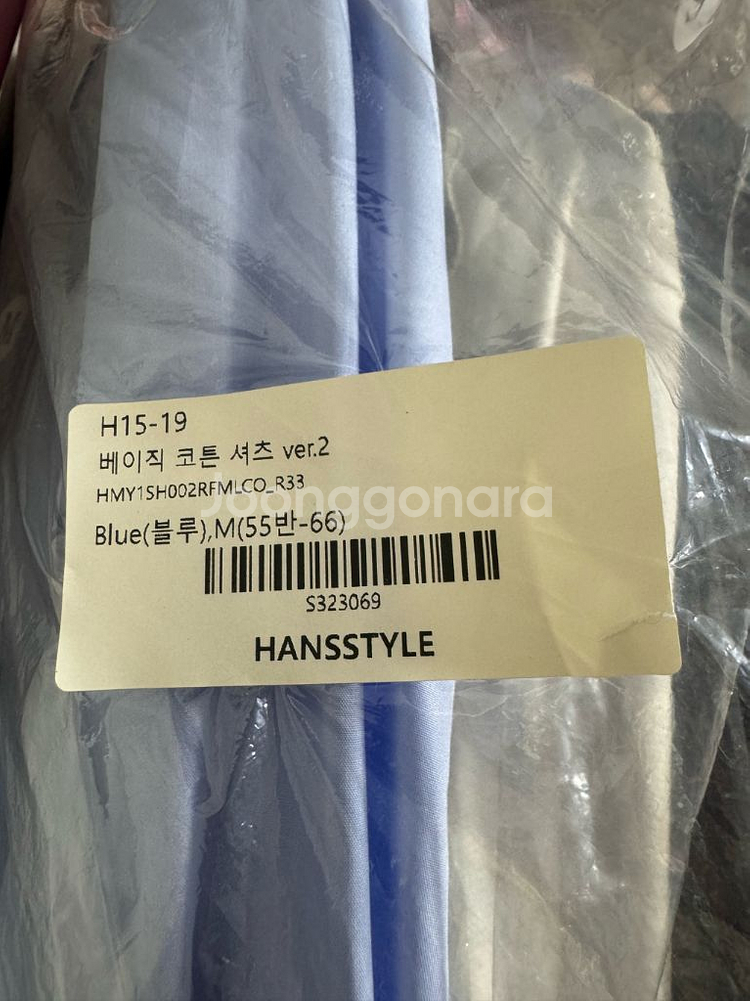 H15-19
베이직 코튼 셔츠 ver.2
HMY1SH002RFMLCO_R33
Joonggonara
Blue(블루),M(55반-66)
S323069
HANSSTYLE